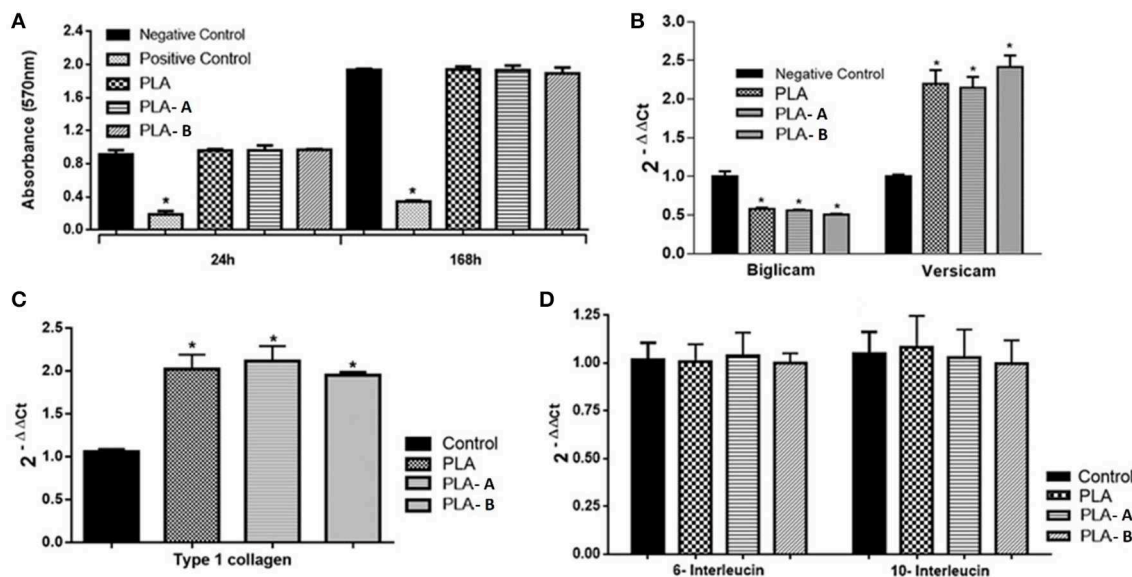 A
Absorbance (570nm)
2.4
2.0
1.6
1.2
0.8
0.4
0.0
Negative Control
Positive Control
PLA
PLA- A
PLA- B
*
*
24h
168h
B
2 -ΔΔCt
3.0
2.5
2.0
1.5
1.0
0.5
0.0
Negative Control
PLA
PLA- A
PLA- B
* * *
* * *
Biglicam
Versicam
C
2 -ΔΔCt
2.5
2.0
1.5
1.0
0.5
0.0
* * *
Type 1 collagen
Control
PLA
PLA- A
PLA- B
D
2 -ΔΔCt
1.25
1.00
0.75
0.50
0.25
0.00
6- Interleucin
10- Interleucin
Control
PLA
PLA- A
PLA- B